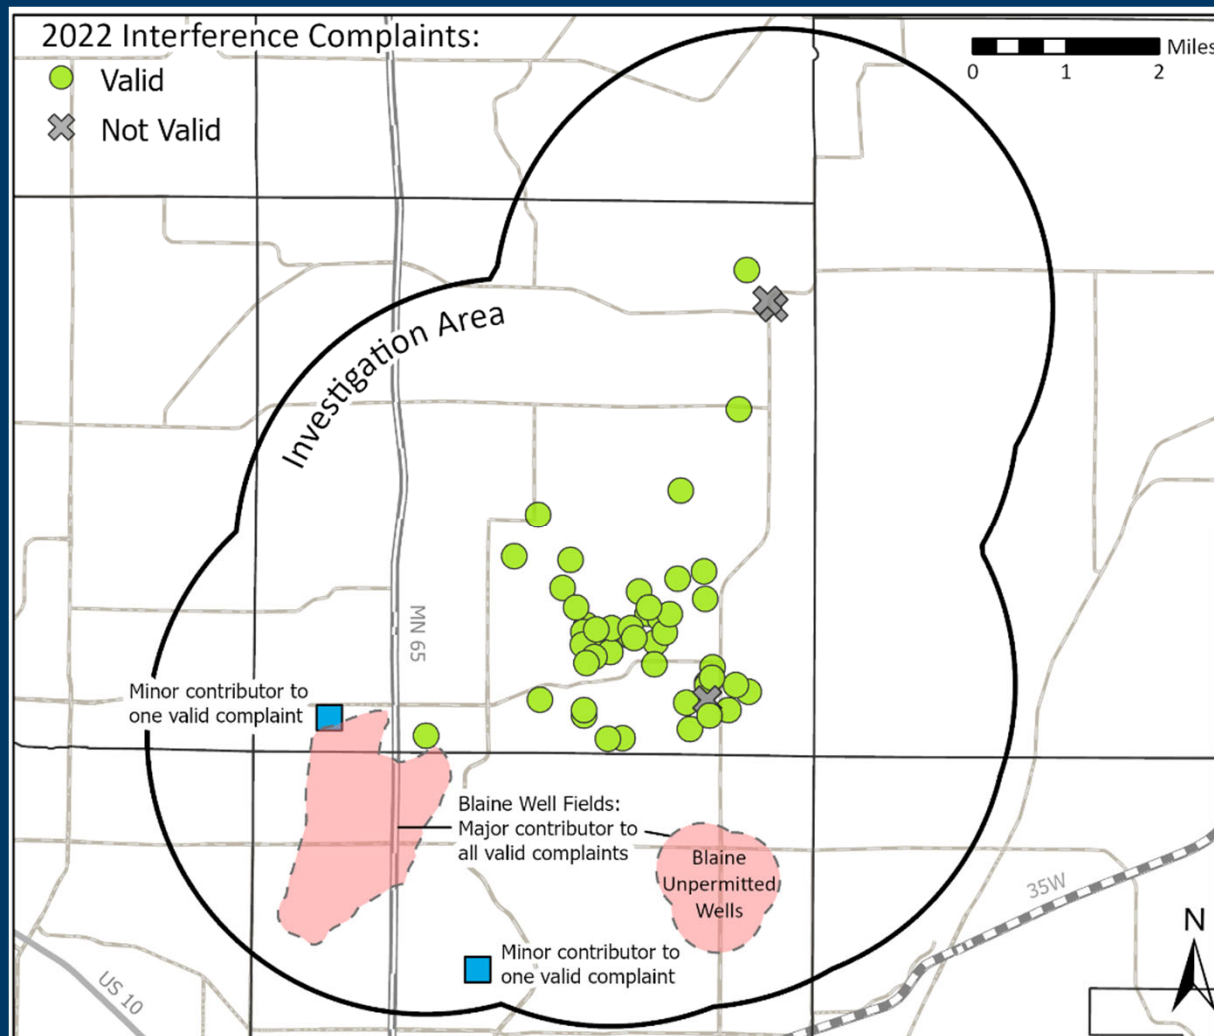 2022 Interference Complaints:
Valid
Not Valid
Miles
0 1 2
Investigation Area
MN 65
Minor contributor to
one valid complaint
Blaine Well Fields:
Major contributor to
all valid complaints
Blaine
Unpermitted
Wells
35W
Minor contributor to
one valid complaint
US 10
N